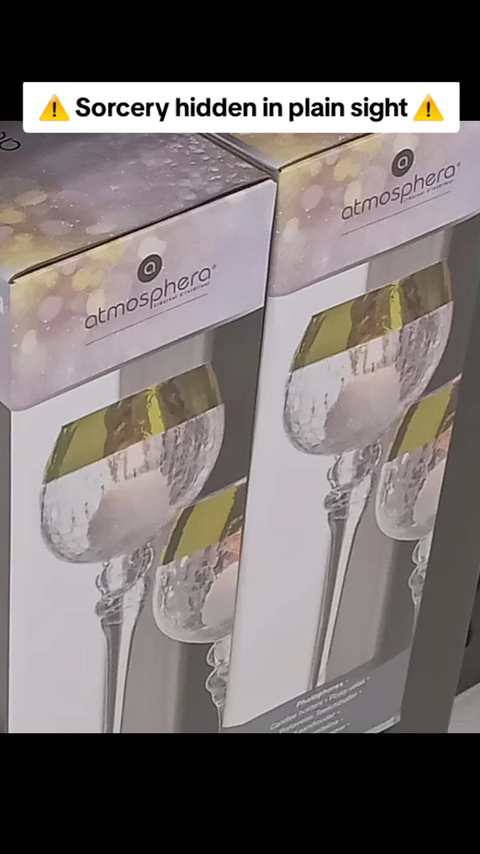 ⚠️ Sorcery hidden in plain sight ⚠️
a
atmosphera®
créateur d'intérieur
a
atmosphera®
créateur d'intérieur
Photophores •
Candle holders •